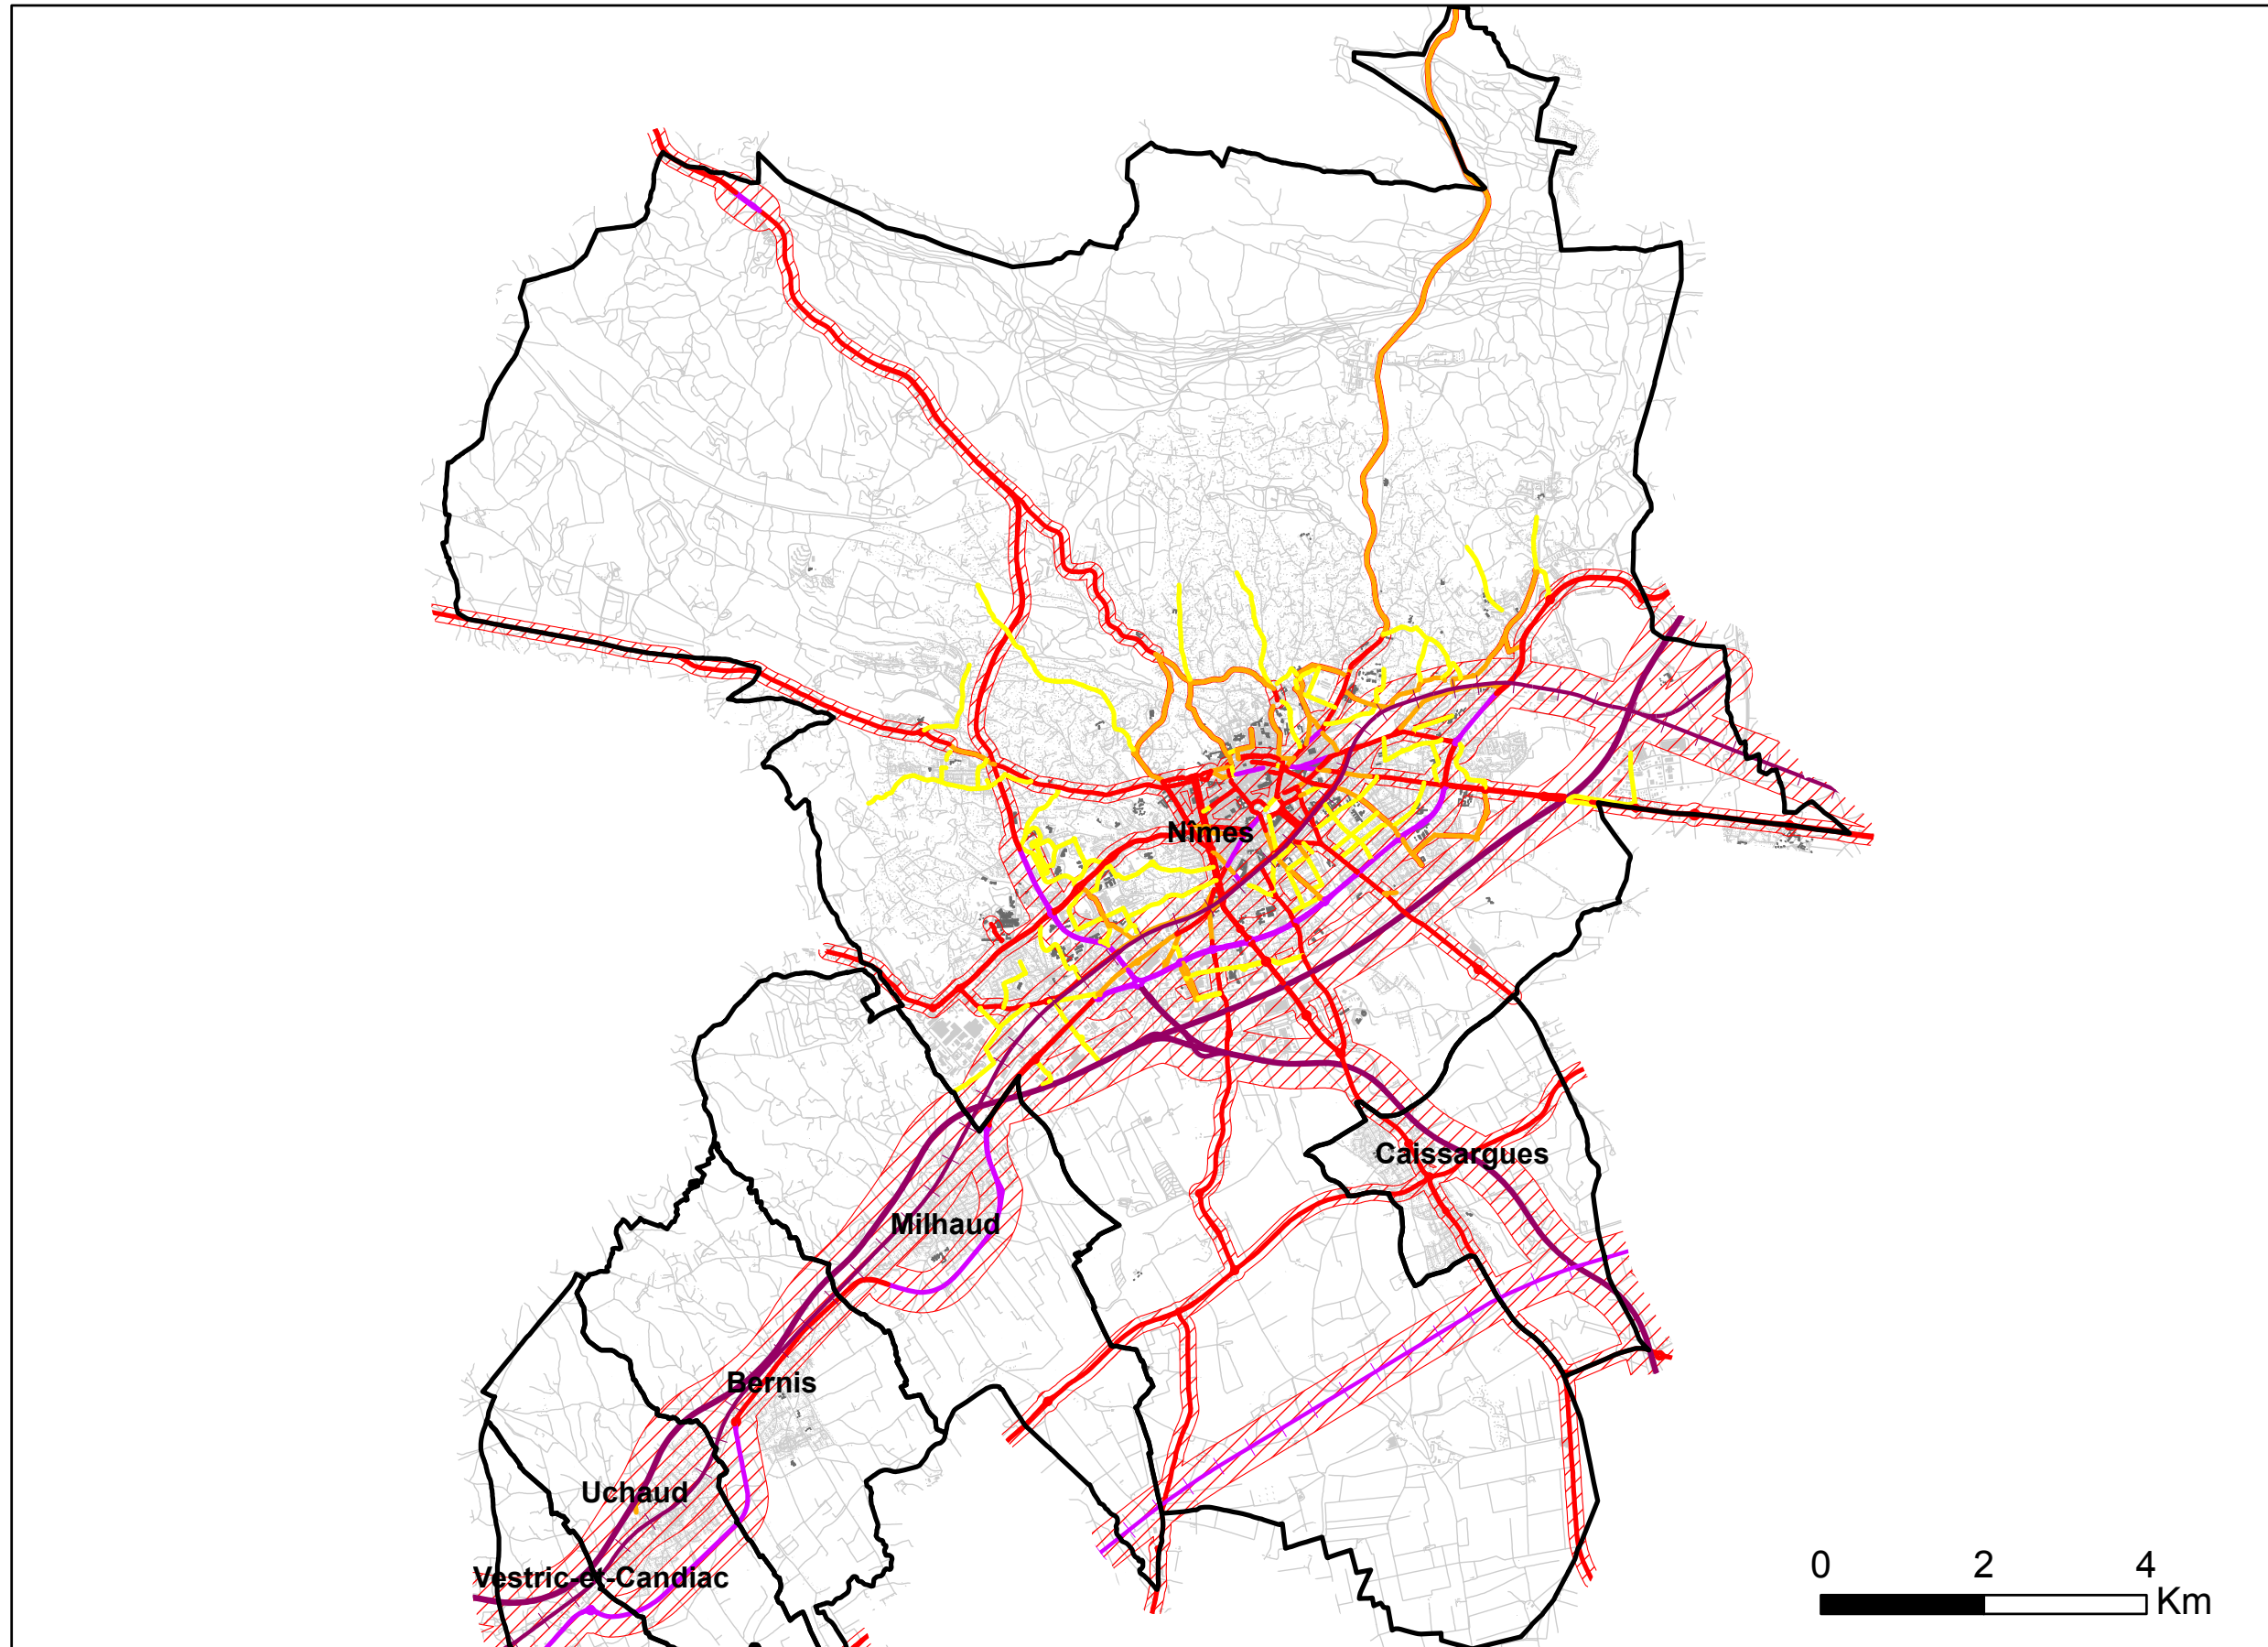 Nîmes
Caissargues
Milhaud
Bernis
Uchaud
Vestric-et-Candiac
0 2 4
Km